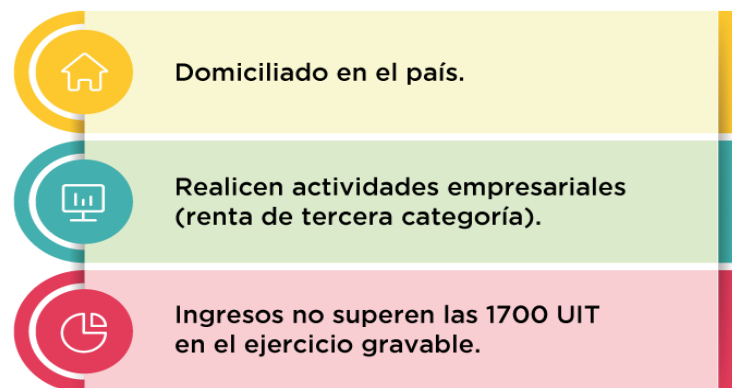 Domiciliado en el país.
Realicen actividades empresariales
(renta de tercera categoría).
Ingresos no superen las 1700 UIT
en el ejercicio gravable.